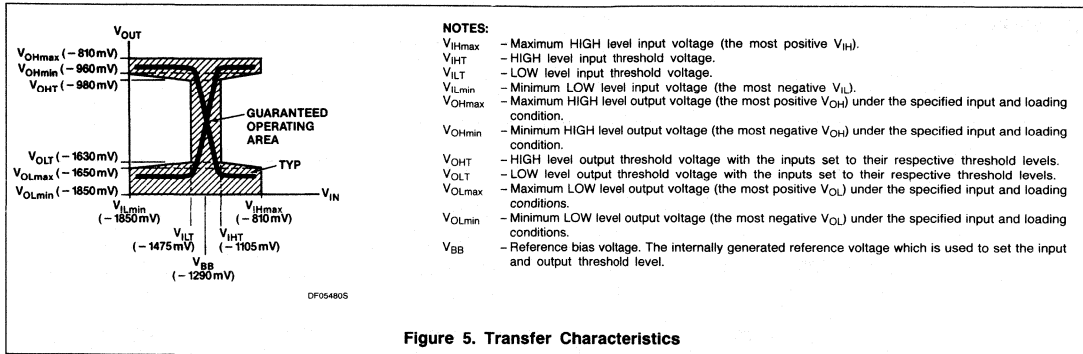 VOUT
VOHmax (−810mV)
VOHmin (−960mV)
VOHT (−980mV)
GUARANTEED
OPERATING
AREA
TYP
VOLT (−1630mV)
VOLmax (−1650mV)
VOLmin (−1850mV)
VIN
VILmin
(−1850mV)
VIHmax
(−810mV)
VILT
(−1475mV)
VIHT
(−1105mV)
VBB
(−1290mV)
DF05480S
NOTES:
VIHmax – Maximum HIGH level input voltage (the most positive VIH).
VIHT – HIGH level input threshold voltage.
VILT – LOW level input threshold voltage.
VILmin – Minimum LOW level input voltage (the most negative VIL).
VOHmax – Maximum HIGH level output voltage (the most positive VOH) under the specified input and loading
condition.
VOHmin – Minimum HIGH level output voltage (the most negative VOH) under the specified input and loading
condition.
VOHT – HIGH level output threshold voltage with the inputs set to their respective threshold levels.
VOLT – LOW level output threshold voltage with the inputs set to their respective threshold levels.
VOLmax – Maximum LOW level output voltage (the most positive VOL) under the specified input and loading
conditions.
VOLmin – Minimum LOW level output voltage (the most negative VOL) under the specified input and loading
conditions.
VBB – Reference bias voltage. The internally generated reference voltage which is used to set the input
and output threshold level.
Figure 5. Transfer Characteristics